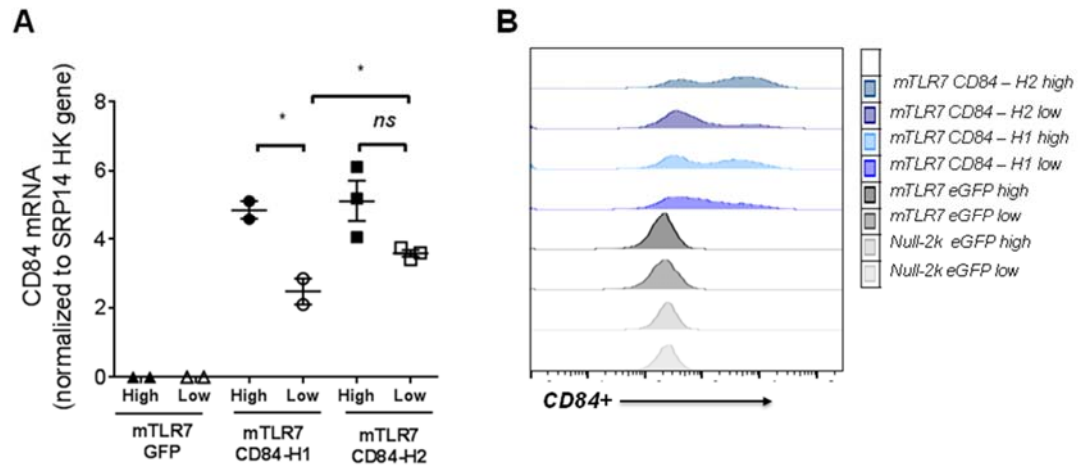 A
CD84 mRNA
(normalized to SRP14 HK gene)
8
6
4
2
0
*
*
ns
High Low High Low High Low
mTLR7 GFP
mTLR7 CD84-H1
mTLR7 CD84-H2
B
CD84+
mTLR7 CD84 – H2 high
mTLR7 CD84 – H2 low
mTLR7 CD84 – H1 high
mTLR7 CD84 – H1 low
mTLR7 eGFP high
mTLR7 eGFP low
Null-2k eGFP high
Null-2k eGFP low